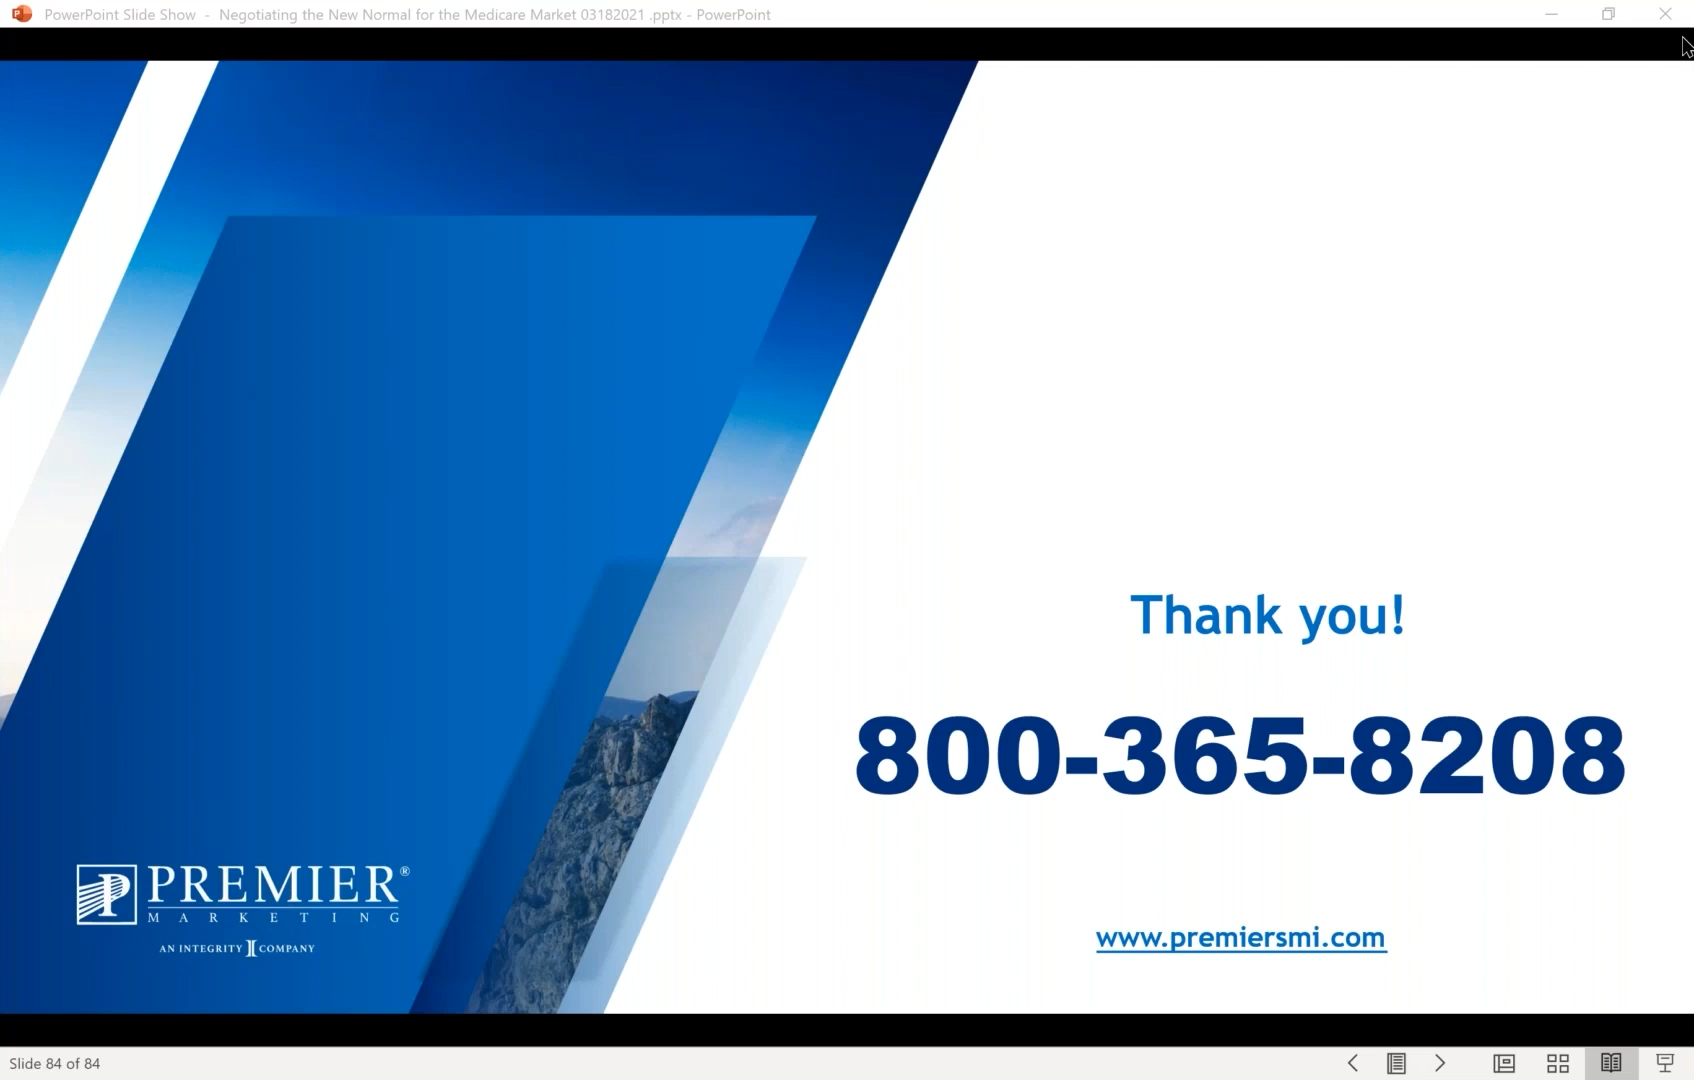 PowerPoint Slide Show - Negotiating the New Normal for the Medicare Market 03182021 .pptx - PowerPoint
Thank you!
800-365-8208
PREMIER®
MARKETING
AN INTEGRITY COMPANY
www.premiersmi.com
Slide 84 of 84